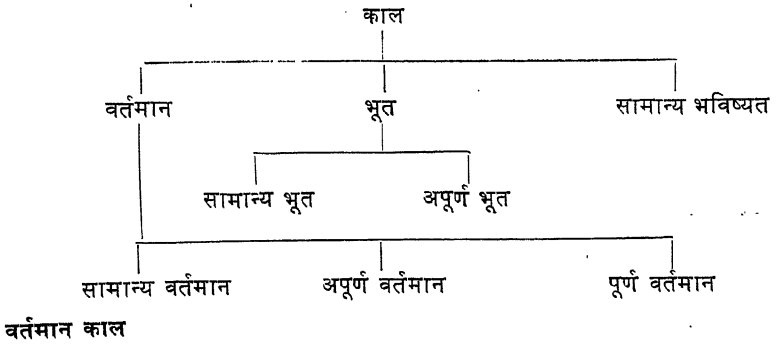 काल
वर्तमान भूत सामान्य भविष्यत
सामान्य भूत अपूर्ण भूत
सामान्य वर्तमान अपूर्ण वर्तमान पूर्ण वर्तमान
वर्तमान काल